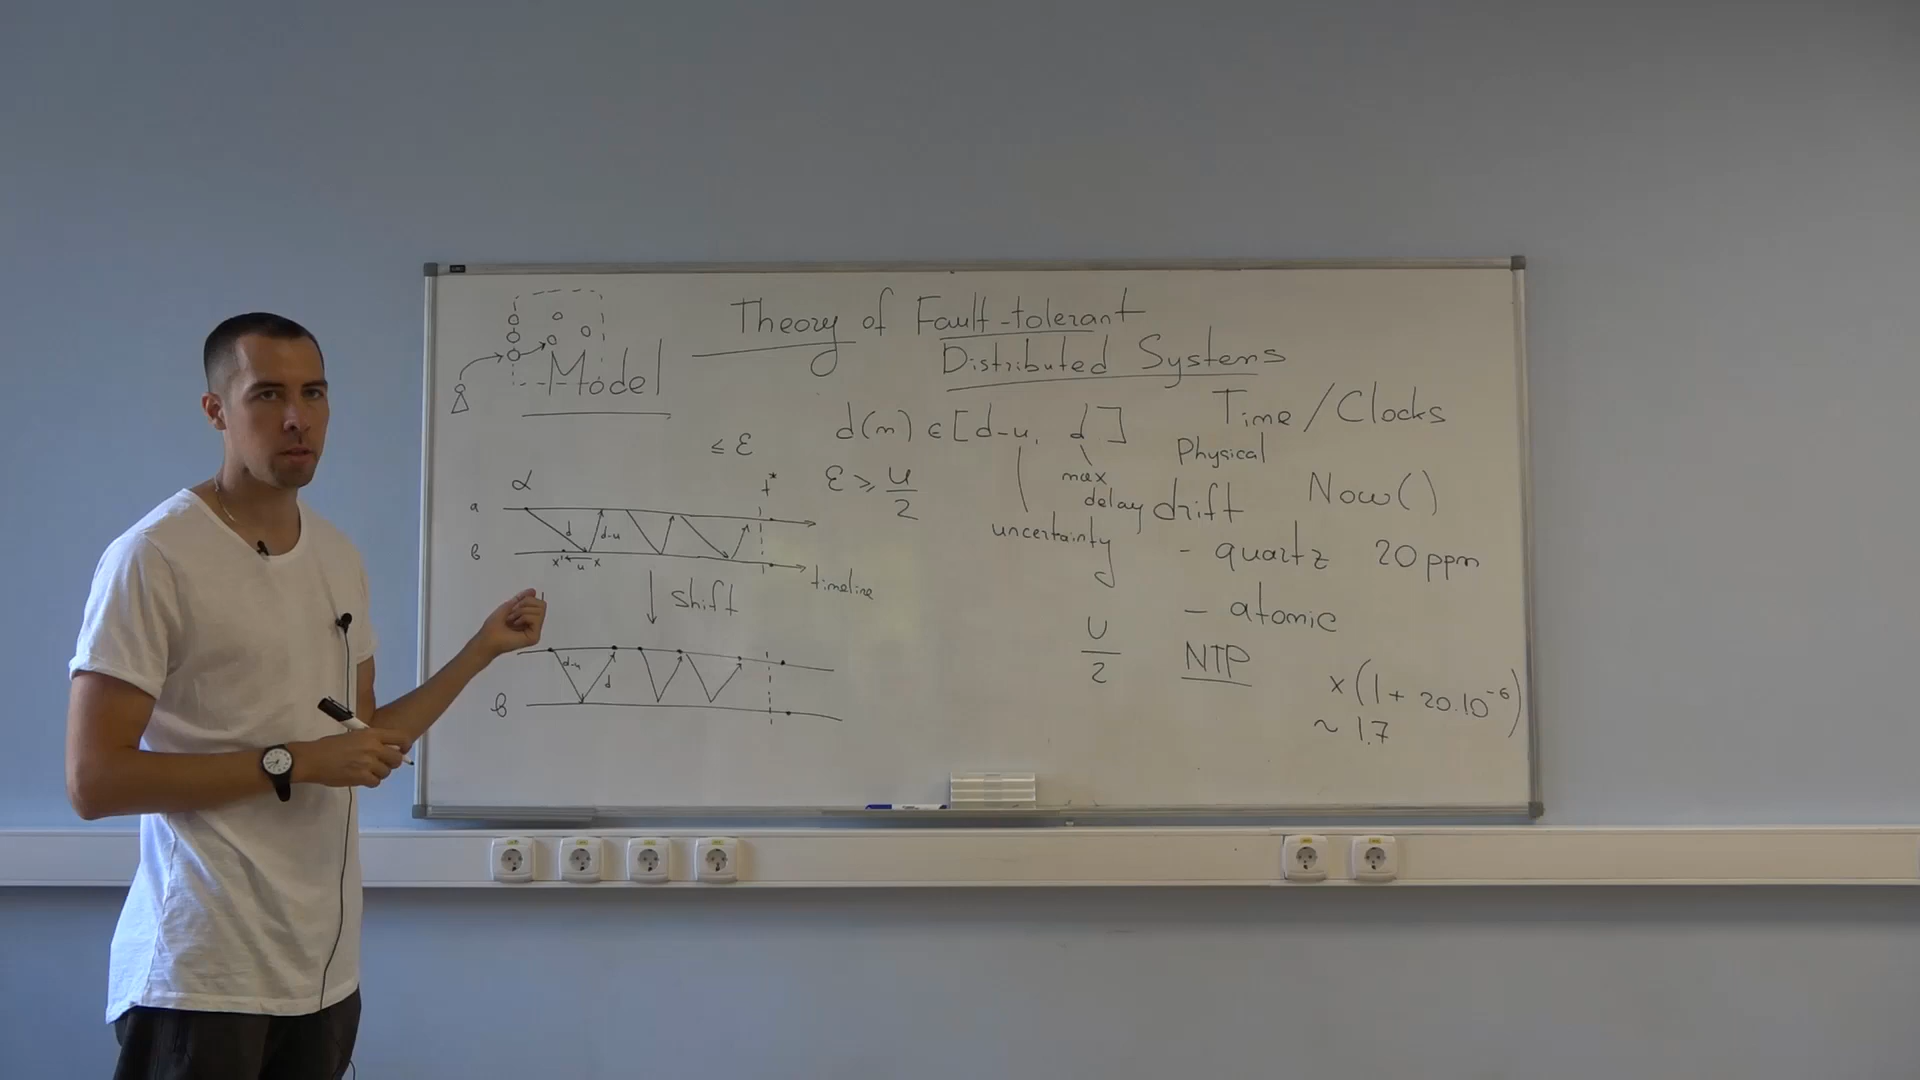 Theory of Fault-tolerant
Distributed Systems
Model
Time / Clocks
d(m) ∈ [d-u, d]
max
delay
uncertainty
Physical
≤ ε
ε ≥ u/2
Now()
drift
- quartz 20 ppm
- atomic
α
t*
a
d d-u
b
x' u x
timeline
shift
d-u d
b
U/2
NTP
x(1 + 20·10⁻⁶)
~ 1.7